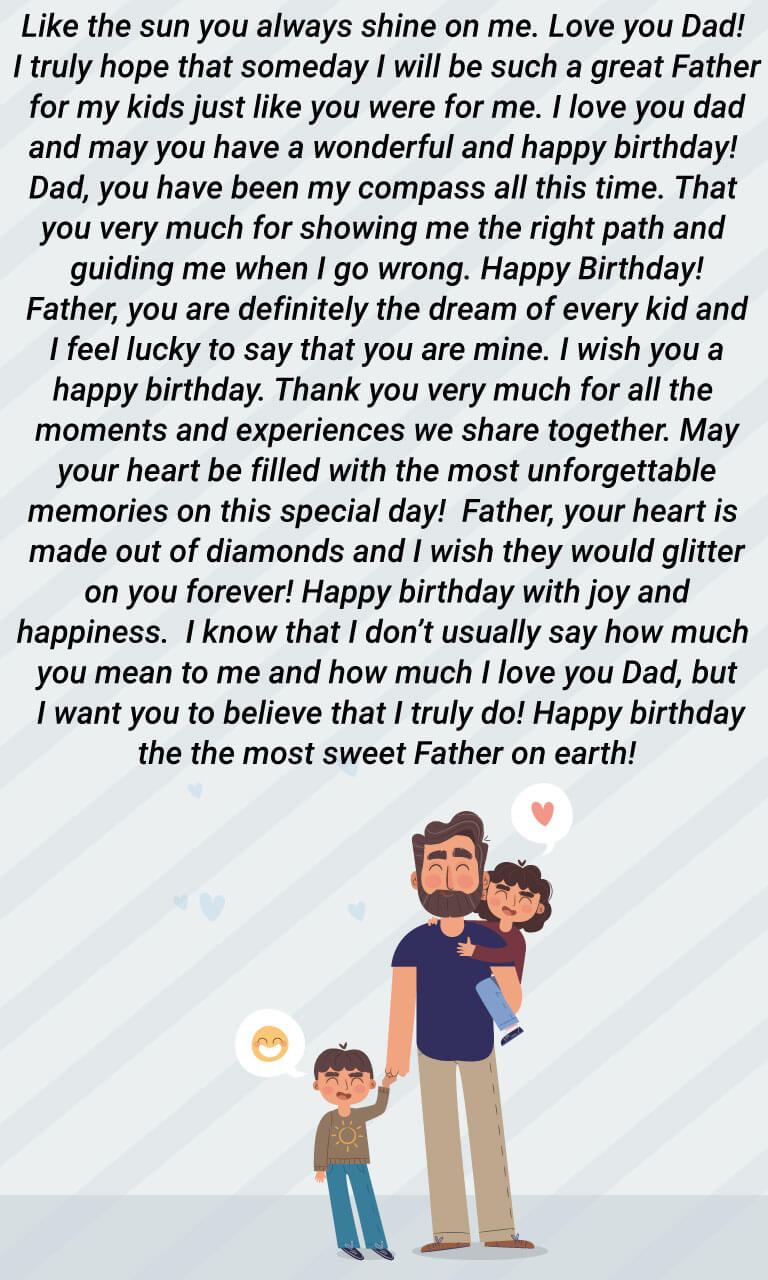 Like the sun you always shine on me. Love you Dad!
I truly hope that someday I will be such a great Father
for my kids just like you were for me. I love you dad
and may you have a wonderful and happy birthday!
Dad, you have been my compass all this time. That
you very much for showing me the right path and
guiding me when I go wrong. Happy Birthday!
Father, you are definitely the dream of every kid and
I feel lucky to say that you are mine. I wish you a
happy birthday. Thank you very much for all the
moments and experiences we share together. May
your heart be filled with the most unforgettable
memories on this special day!  Father, your heart is
made out of diamonds and I wish they would glitter
on you forever! Happy birthday with joy and
happiness.  I know that I don’t usually say how much
you mean to me and how much I love you Dad, but
I want you to believe that I truly do! Happy birthday
the the most sweet Father on earth!